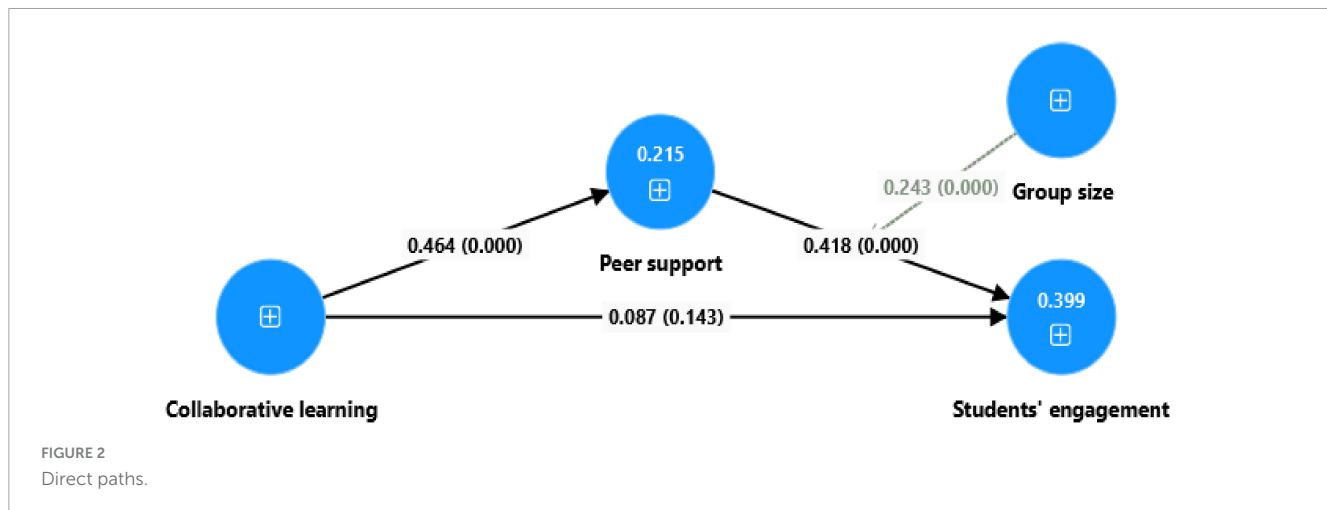 0.215
0.243 (0.000)
Group size
0.464 (0.000)
0.418 (0.000)
Peer support
0.399
0.087 (0.143)
Collaborative learning
Students' engagement
FIGURE 2
Direct paths.